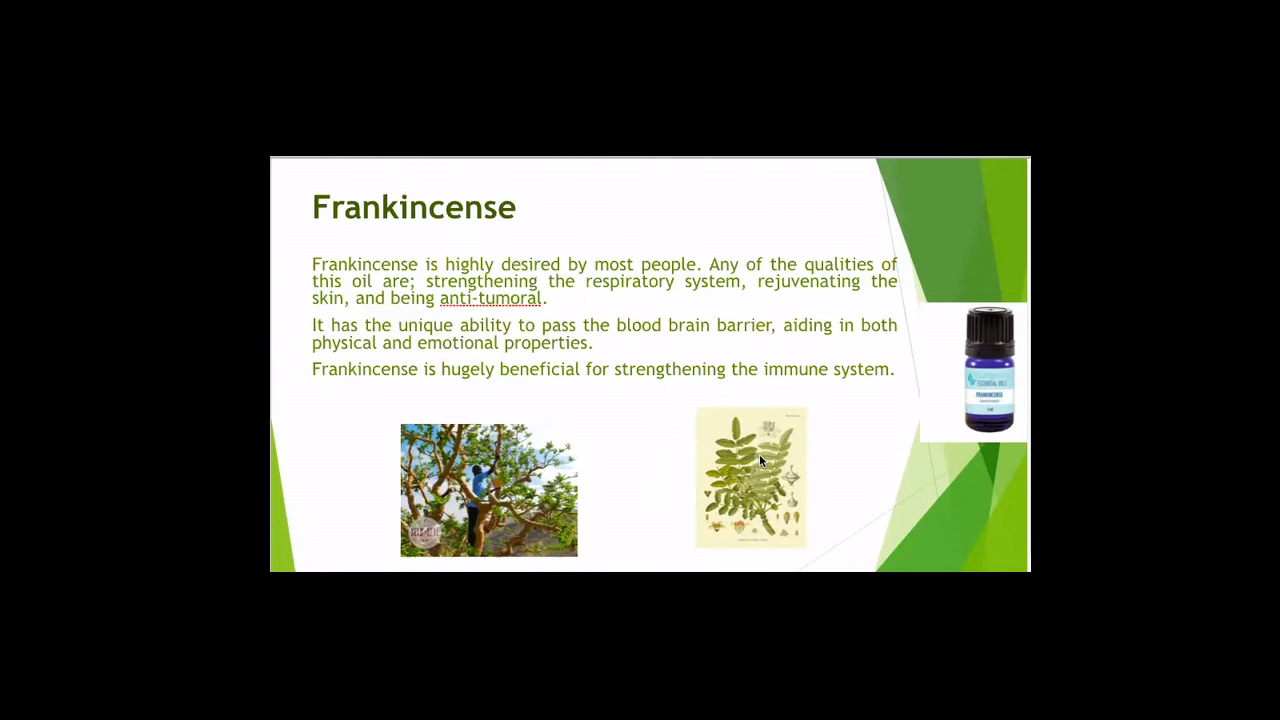 Frankincense
Frankincense is highly desired by most people. Any of the qualities of
this oil are; strengthening the respiratory system, rejuvenating the
skin, and being anti-tumoral.
It has the unique ability to pass the blood brain barrier, aiding in both
physical and emotional properties.
Frankincense is hugely beneficial for strengthening the immune system.
ESSENTIAL OILS
FRANKINCENSE